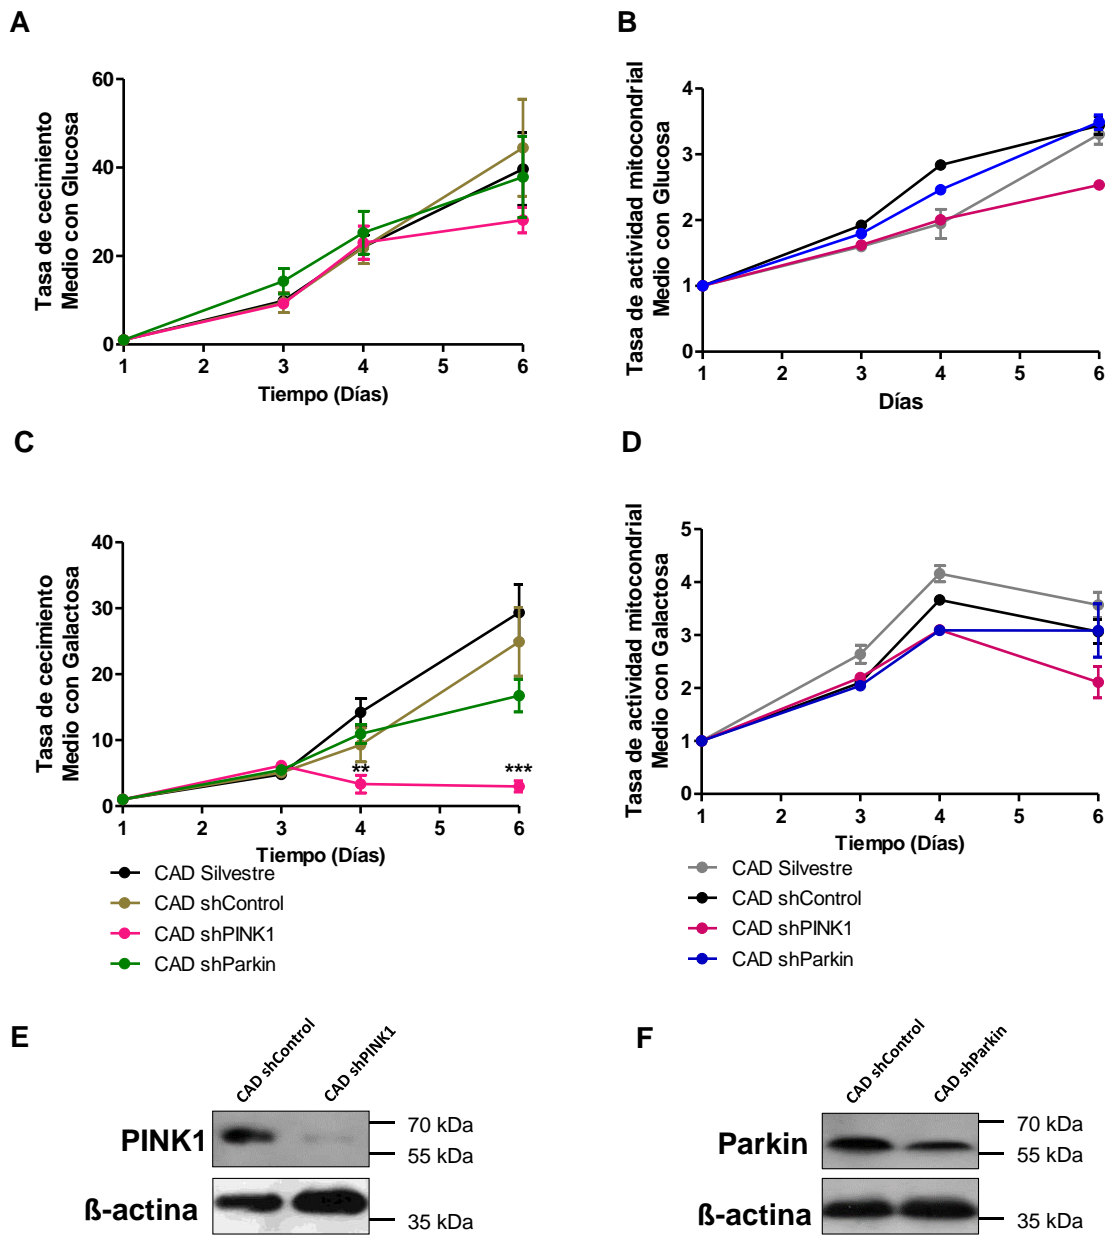 A
Tasa de cecimiento
Medio con Glucosa
60
40
20
0
1 2 3 4 5 6
Tiempo (Días)
B
Tasa de actividad mitocondrial
Medio con Glucosa
4
3
2
1
0
1 2 3 4 5 6
Días
C
Tasa de cecimiento
Medio con Galactosa
40
30
20
10
0
**
***
1 2 3 4 5 6
Tiempo (Días)
CAD Silvestre
CAD shControl
CAD shPINK1
CAD shParkin
D
Tasa de actividad mitocondrial
Medio con Galactosa
5
4
3
2
1
0
1 2 3 4 5 6
Tiempo (Días)
CAD Silvestre
CAD shControl
CAD shPINK1
CAD shParkin
E
CAD shControl
CAD shPINK1
PINK1
70 kDa
55 kDa
ß-actina
35 kDa
F
CAD shControl
CAD shParkin
Parkin
70 kDa
55 kDa
ß-actina
35 kDa